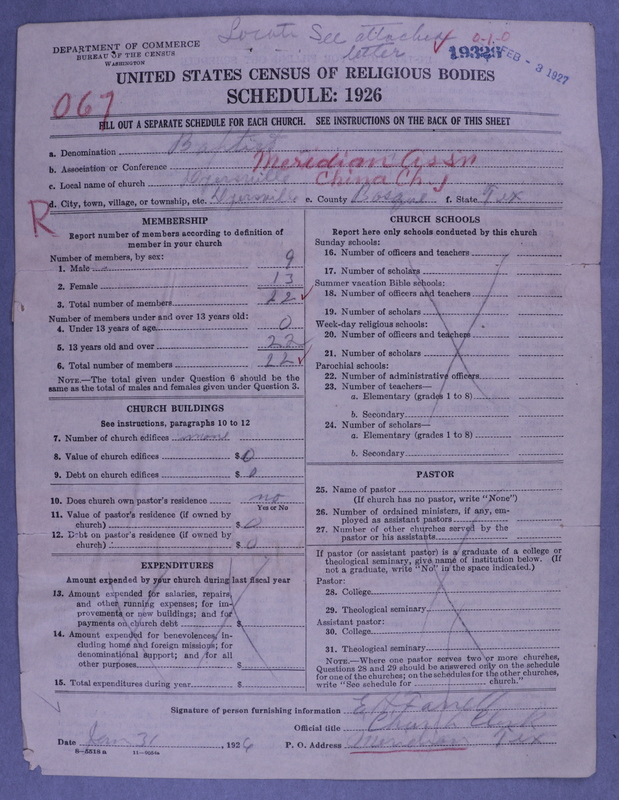 Locate See attached letter
0-1-0
DEPARTMENT OF COMMERCE
BUREAU OF THE CENSUS
WASHINGTON
FEB - 3 1927
UNITED STATES CENSUS OF RELIGIOUS BODIES
SCHEDULE: 1926
067
FILL OUT A SEPARATE SCHEDULE FOR EACH CHURCH. SEE INSTRUCTIONS ON THE BACK OF THIS SHEET
a. Denomination Baptist
b. Association or Conference Meridian Assn
c. Local name of church China Ch
d. City, town, village, or township, etc. e. County Bosque f. State Tex
R
MEMBERSHIP
Report number of members according to definition of
member in your church
Number of members, by sex:
1. Male 9
2. Female 13
3. Total number of members 22
Number of members under and over 13 years old:
4. Under 13 years of age 0
5. 13 years old and over 22
6. Total number of members 22
NOTE.—The total given under Question 6 should be the
same as the total of males and females given under Question 3.
CHURCH BUILDINGS
See instructions, paragraphs 10 to 12
7. Number of church edifices none
8. Value of church edifices $ 0
9. Debt on church edifices $ 0
10. Does church own pastor's residence no
Yes or No
11. Value of pastor's residence (if owned by
church) $ 0
12. Debt on pastor's residence (if owned by
church) $ 0
EXPENDITURES
Amount expended by your church during last fiscal year
13. Amount expended for salaries, repairs,
and other running expenses; for im-
provements or new buildings; and for
payments on church debt $
14. Amount expended for benevolences, in-
cluding home and foreign missions; for
denominational support; and for all
other purposes $
15. Total expenditures during year $
CHURCH SCHOOLS
Report here only schools conducted by this church
Sunday schools:
16. Number of officers and teachers
17. Number of scholars
Summer vacation Bible schools:
18. Number of officers and teachers
19. Number of scholars
Week-day religious schools:
20. Number of officers and teachers
21. Number of scholars
Parochial schools:
22. Number of administrative officers
23. Number of teachers—
a. Elementary (grades 1 to 8)
b. Secondary
24. Number of scholars—
a. Elementary (grades 1 to 8)
b. Secondary
PASTOR
25. Name of pastor
(If church has no pastor, write "None")
26. Number of ordained ministers, if any, em-
ployed as assistant pastors
27. Number of other churches served by the
pastor or his assistants
If pastor (or assistant pastor) is a graduate of a college or
theological seminary, give name of institution below. (If
not a graduate, write "No" in the space indicated.)
Pastor:
28. College
29. Theological seminary
Assistant pastor:
30. College
31. Theological seminary
NOTE.—Where one pastor serves two or more churches,
Questions 28 and 29 should be answered only on the schedule
for one of the churches; on the schedules for the other churches,
write "See schedule for church."
Signature of person furnishing information
Official title Church Clerk
Date Jan 31, 1926 P. O. Address Meridian Tex